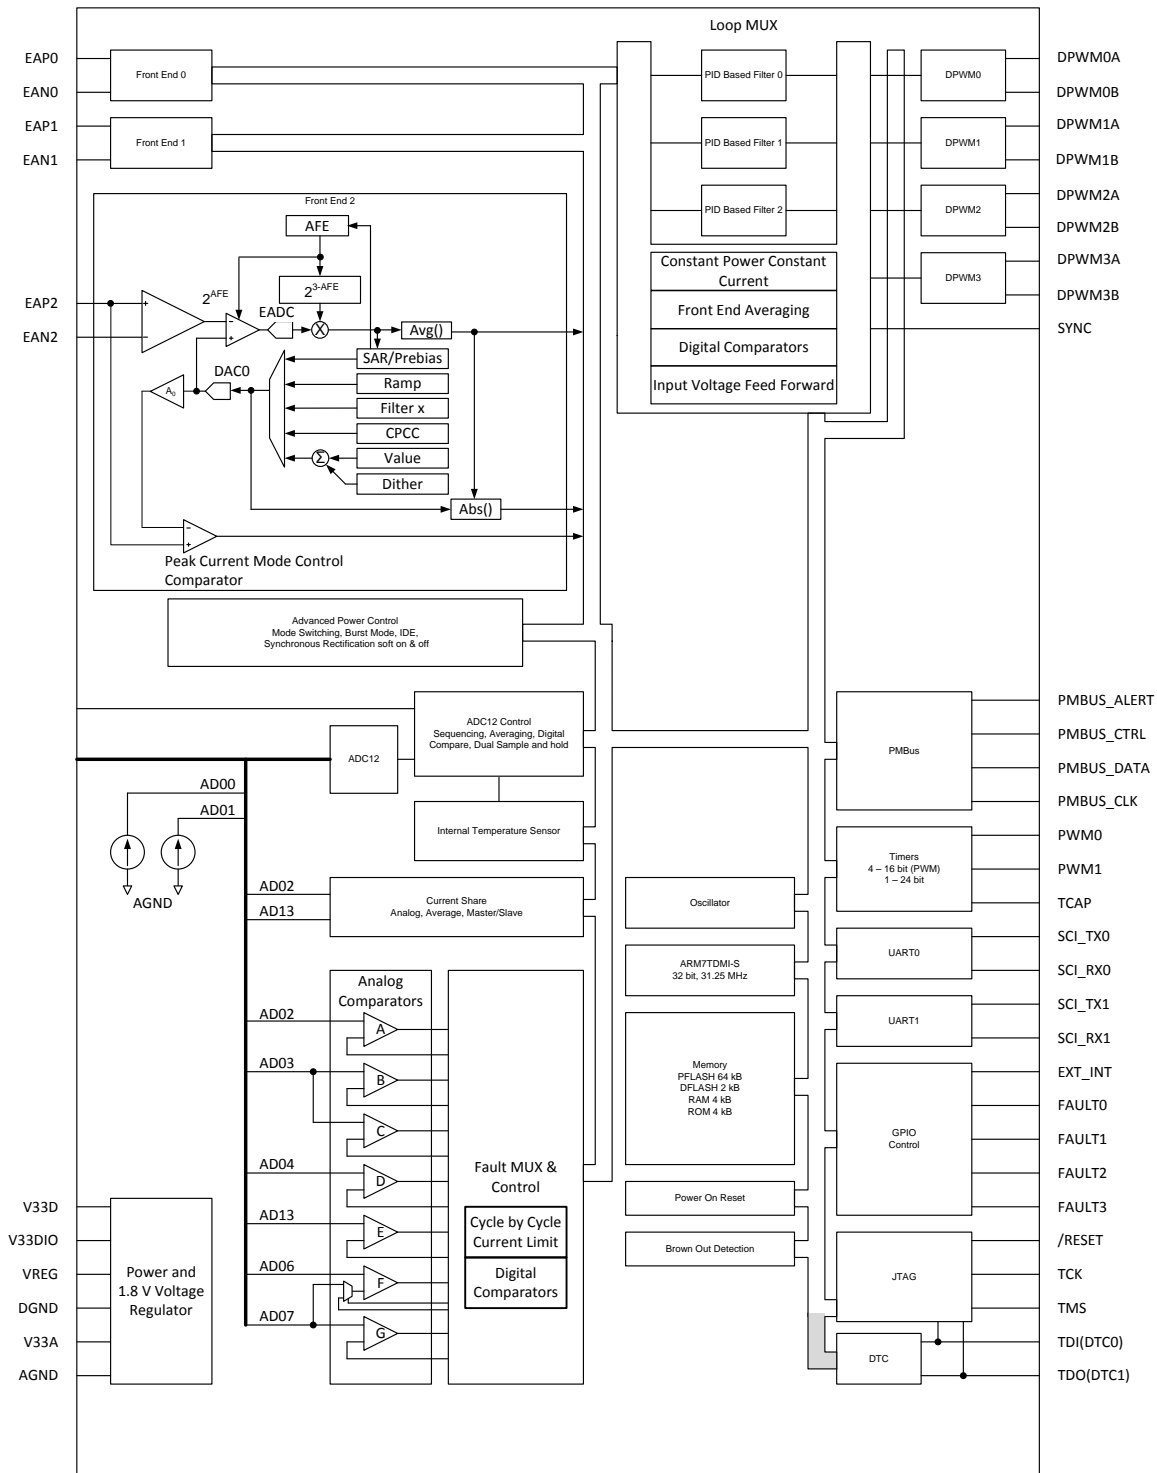 Loop MUX
EAP0
EAN0
EAP1
EAN1
EAP2
EAN2
Front End 0
Front End 1
Front End 2
AFE
2^AFE
2^3-AFE
EADC
X
Avg()
SAR/Prebias
Ramp
Filter x
CPCC
Value
Dither
Σ
DAC0
A0
Abs()
Peak Current Mode Control
Comparator
PID Based Filter 0
PID Based Filter 1
PID Based Filter 2
Constant Power Constant
Current
Front End Averaging
Digital Comparators
Input Voltage Feed Forward
DPWM0
DPWM1
DPWM2
DPWM3
DPWM0A
DPWM0B
DPWM1A
DPWM1B
DPWM2A
DPWM2B
DPWM3A
DPWM3B
SYNC
Advanced Power Control
Mode Switching, Burst Mode, IDE,
Synchronous Rectification soft on & off
ADC12 Control
Sequencing, Averaging, Digital
Compare, Dual Sample and hold
ADC12
AD00
AD01
AGND
Internal Temperature Sensor
AD02
AD13
Current Share
Analog, Average, Master/Slave
Analog
Comparators
AD02
AD03
AD04
AD13
AD06
AD07
A
B
C
D
E
F
G
Fault MUX &
Control
Cycle by Cycle
Current Limit
Digital
Comparators
V33D
V33DIO
VREG
DGND
V33A
AGND
Power and
1.8 V Voltage
Regulator
Oscillator
ARM7TDMI-S
32 bit, 31.25 MHz
Memory
PFLASH 64 kB
DFLASH 2 kB
RAM 4 kB
ROM 4 kB
Power On Reset
Brown Out Detection
PMBus
Timers
4 – 16 bit (PWM)
1 – 24 bit
UART0
UART1
GPIO
Control
JTAG
DTC
PMBUS_ALERT
PMBUS_CTRL
PMBUS_DATA
PMBUS_CLK
PWM0
PWM1
TCAP
SCI_TX0
SCI_RX0
SCI_TX1
SCI_RX1
EXT_INT
FAULT0
FAULT1
FAULT2
FAULT3
/RESET
TCK
TMS
TDI(DTC0)
TDO(DTC1)